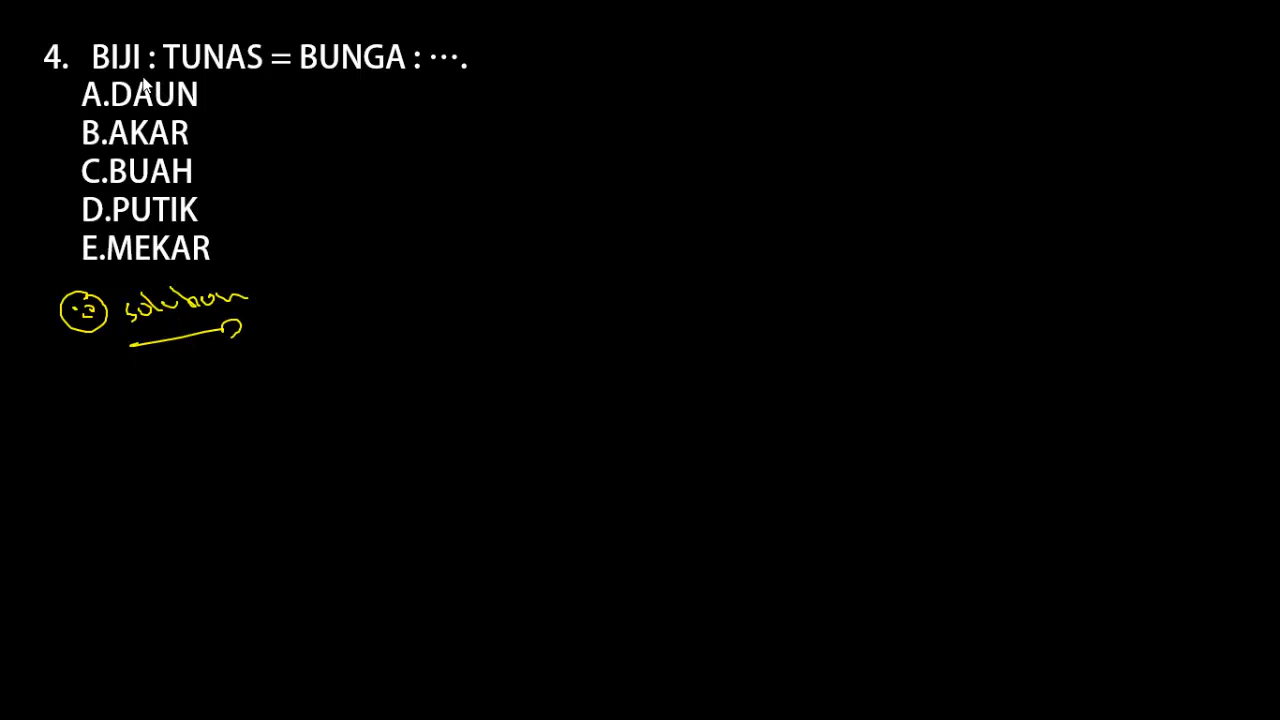 4. BIJI : TUNAS = BUNGA : ….
A.DAUN
B.AKAR
C.BUAH
D.PUTIK
E.MEKAR
solution